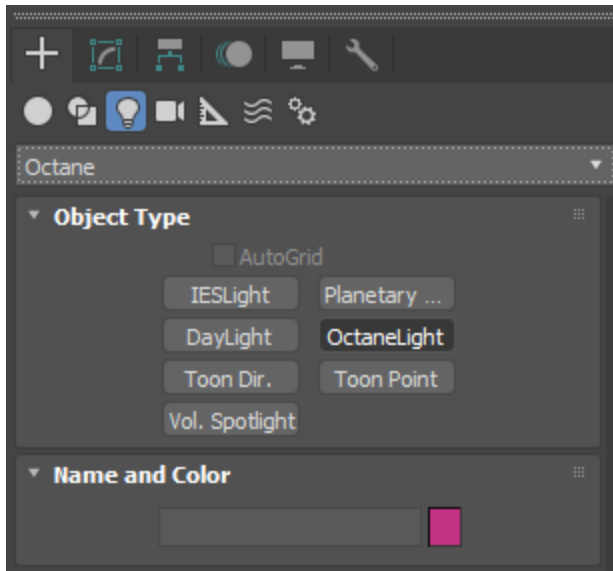 Octane
Object Type
AutoGrid
IESLight Planetary ...
DayLight OctaneLight
Toon Dir. Toon Point
Vol. Spotlight
Name and Color